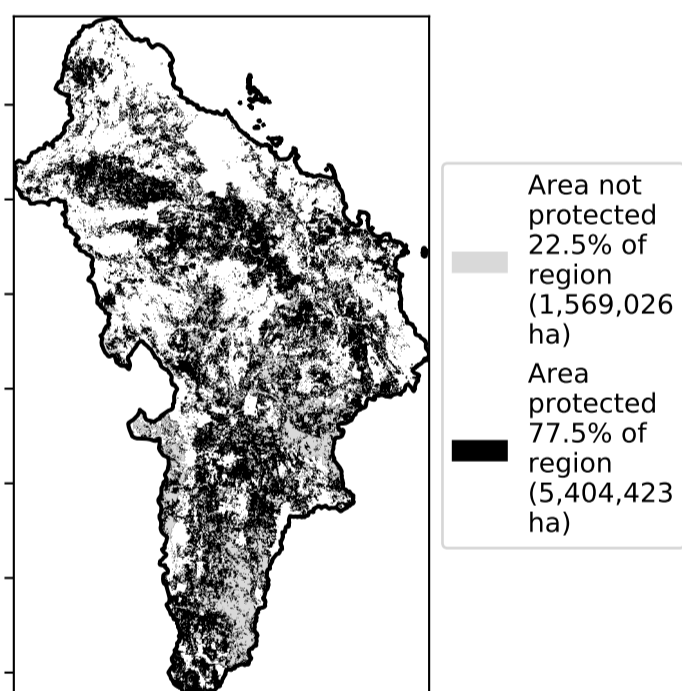 Area not
protected
22.5% of
region
(1,569,026
ha)
Area
protected
77.5% of
region
(5,404,423
ha)